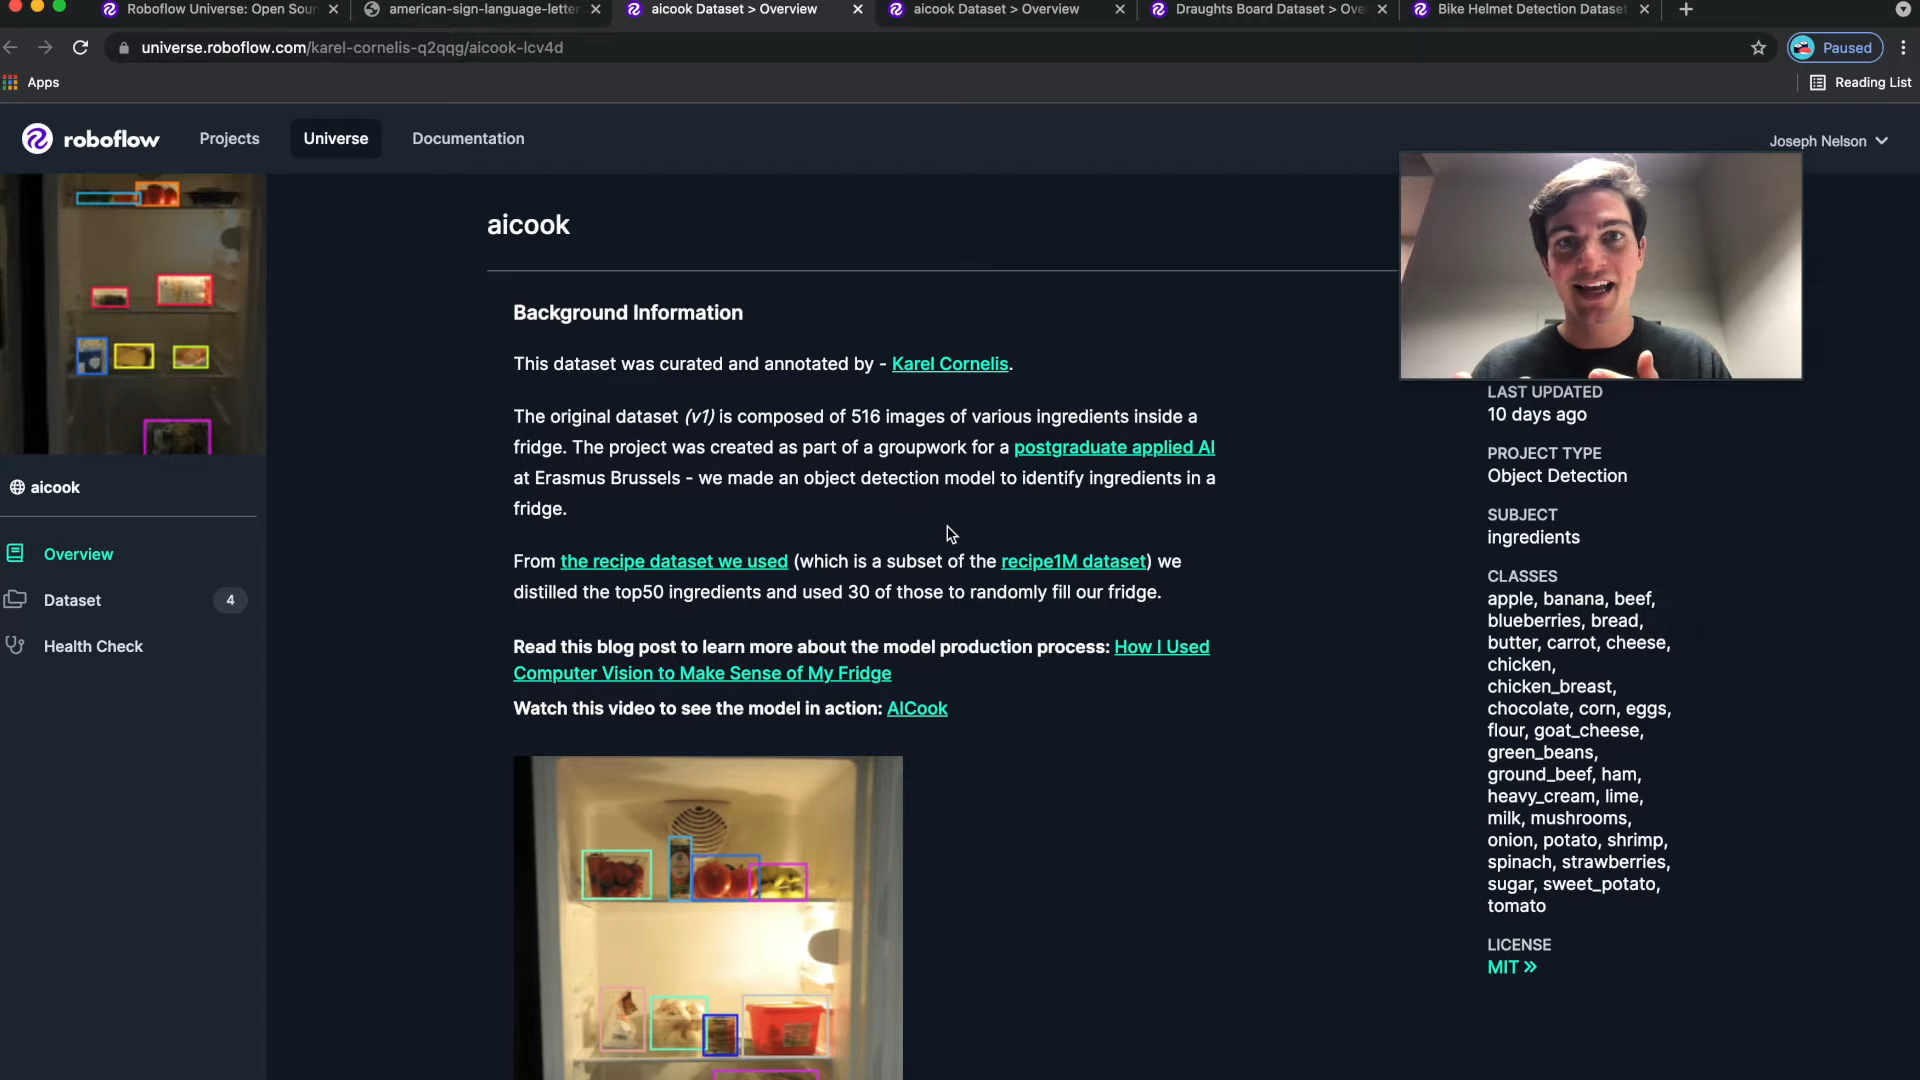 Roboflow Universe: Open Sour
american-sign-language-letter
aicook Dataset > Overview
aicook Dataset > Overview
Draughts Board Dataset > Ove
Bike Helmet Detection Dataset
universe.roboflow.com/karel-cornelis-q2qqg/aicook-lcv4d
Paused
Apps
Reading List
roboflow
Projects
Universe
Documentation
Joseph Nelson
aicook
Overview
Dataset
4
Health Check
aicook
Background Information
This dataset was curated and annotated by - Karel Cornelis.
The original dataset (v1) is composed of 516 images of various ingredients inside a
fridge. The project was created as part of a groupwork for a postgraduate applied AI
at Erasmus Brussels - we made an object detection model to identify ingredients in a
fridge.
From the recipe dataset we used (which is a subset of the recipe1M dataset) we
distilled the top50 ingredients and used 30 of those to randomly fill our fridge.
Read this blog post to learn more about the model production process: How I Used
Computer Vision to Make Sense of My Fridge
Watch this video to see the model in action: AICook
LAST UPDATED
10 days ago
PROJECT TYPE
Object Detection
SUBJECT
ingredients
CLASSES
apple, banana, beef,
blueberries, bread,
butter, carrot, cheese,
chicken,
chicken_breast,
chocolate, corn, eggs,
flour, goat_cheese,
green_beans,
ground_beef, ham,
heavy_cream, lime,
milk, mushrooms,
onion, potato, shrimp,
spinach, strawberries,
sugar, sweet_potato,
tomato
LICENSE
MIT »